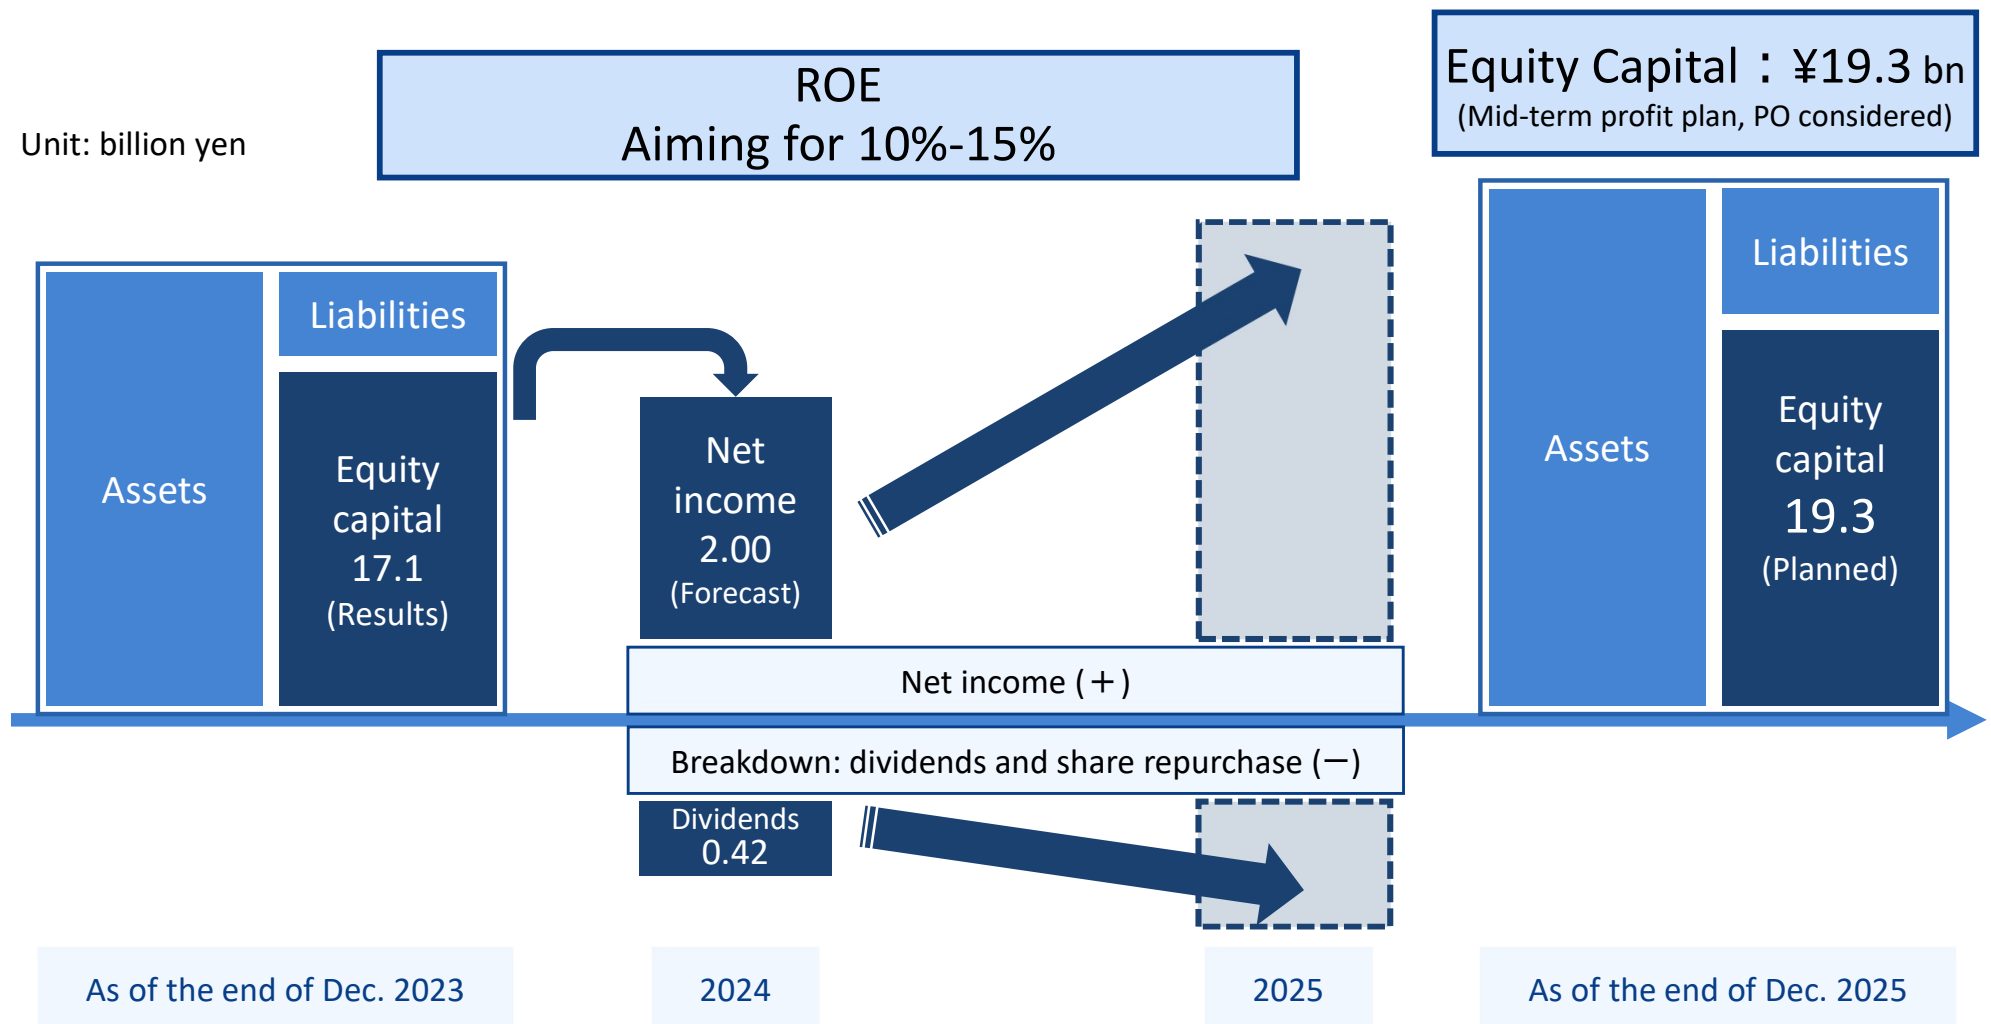 ROE
Aiming for 10%-15%
Equity Capital：¥19.3 bn
(Mid-term profit plan, PO considered)
Unit: billion yen
Assets
Liabilities
Equity
capital
17.1
(Results)
Net
income
2.00
(Forecast)
Assets
Liabilities
Equity
capital
19.3
(Planned)
Net income (＋)
Breakdown: dividends and share repurchase (－)
Dividends
0.42
As of the end of Dec. 2023
2024
2025
As of the end of Dec. 2025